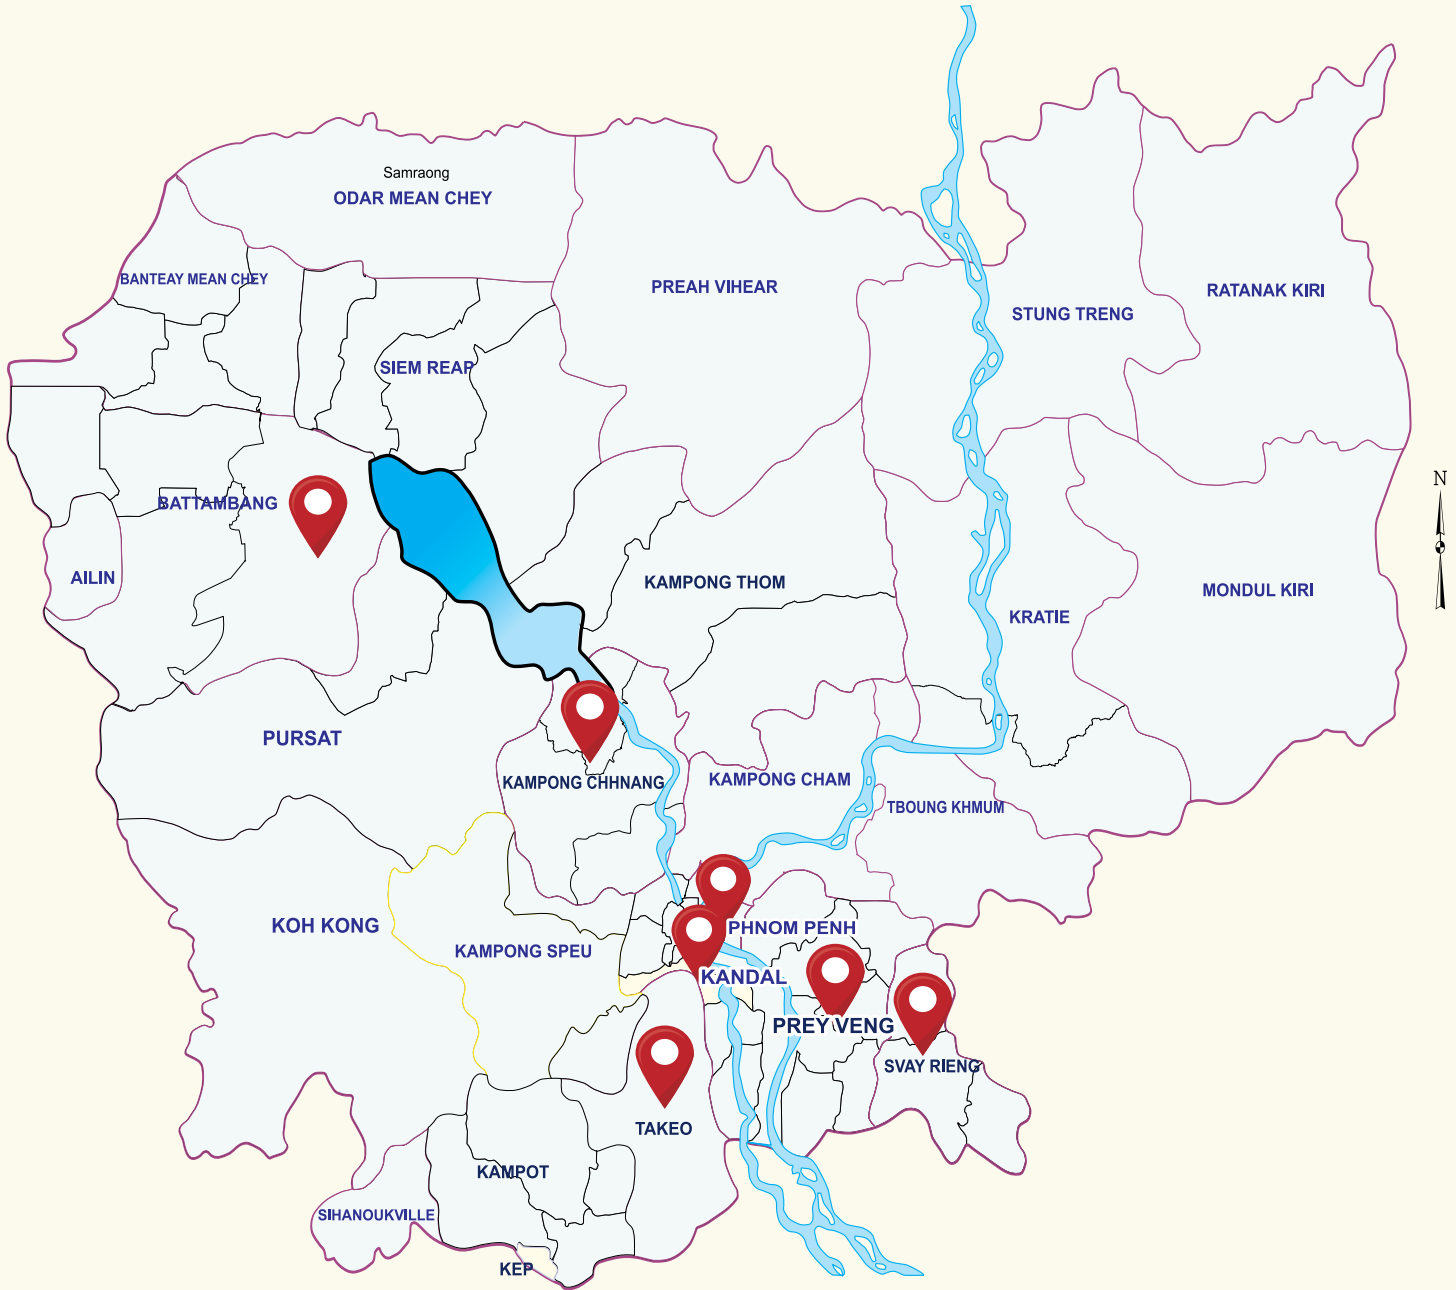 Samraong
ODAR MEAN CHEY
BANTEAY MEAN CHEY
PREAH VIHEAR
RATANAK KIRI
STUNG TRENG
SIEM REAP
N
BATTAMBANG
AILIN
KAMPONG THOM
MONDUL KIRI
KRATIE
PURSAT
KAMPONG CHHNANG
KAMPONG CHAM
TBOUNG KHMUM
KOH KONG
PHNOM PENH
KAMPONG SPEU
KANDAL
PREY VENG
SVAY RIENG
TAKEO
KAMPOT
SIHANOUKVILLE
KEP